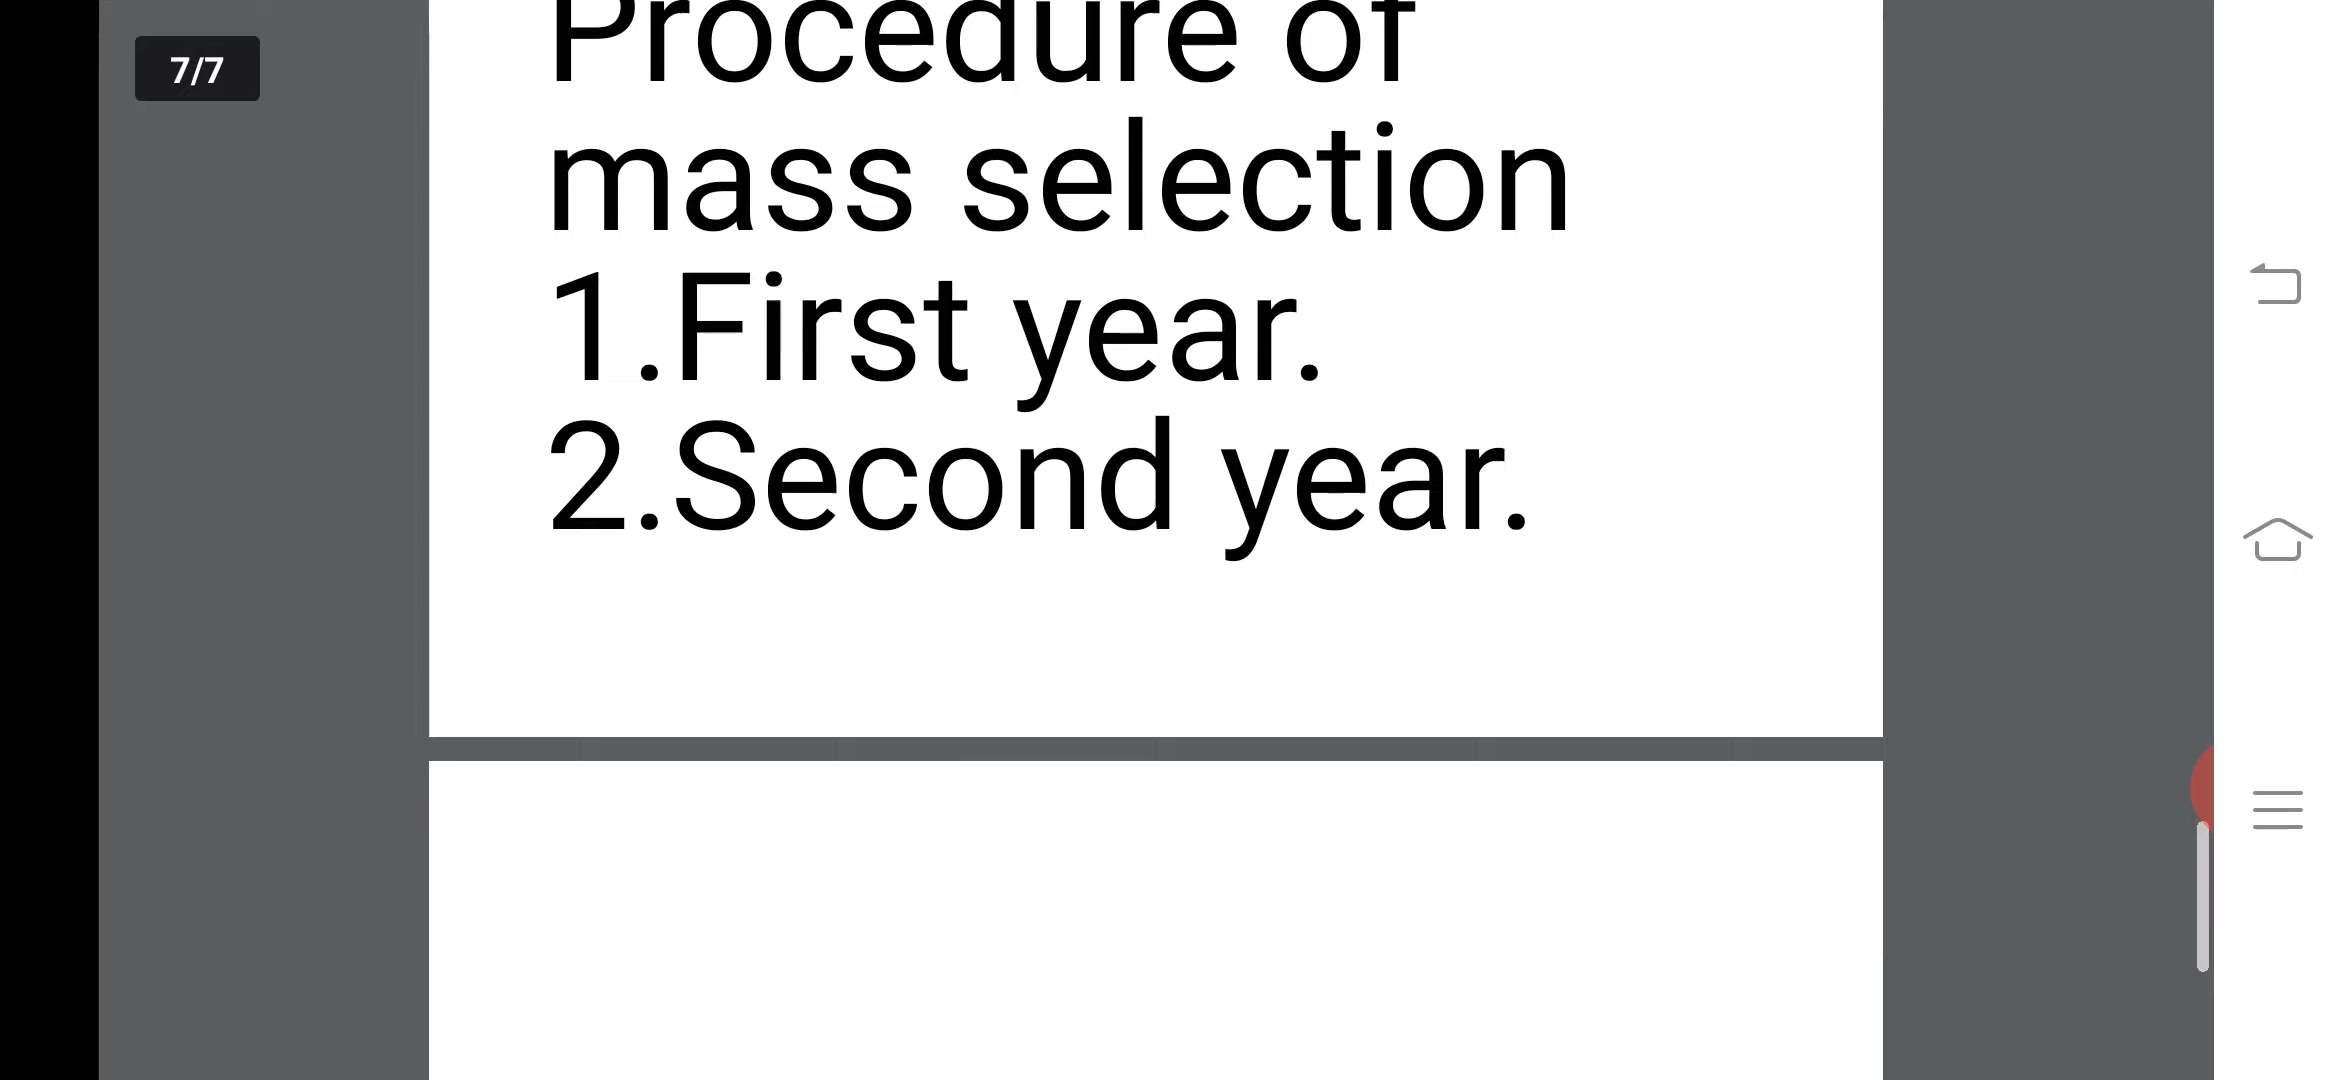 7/7
Procedure of
mass selection
1.First year.
2.Second year.